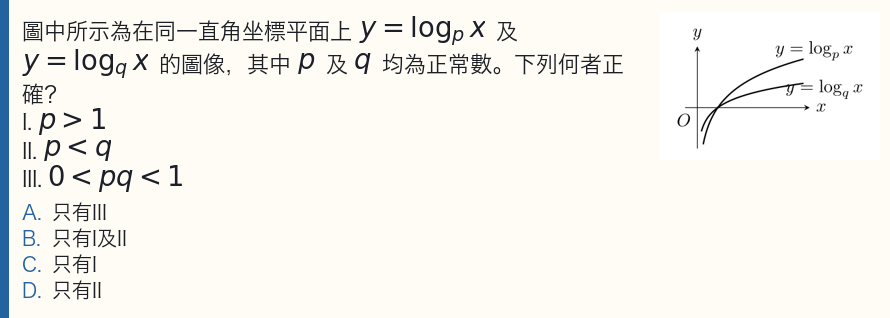 圖中所示為在同一直角坐標平面上 y = log_p x 及
y = log_q x 的圖像，其中 p 及 q 均為正常數。下列何者正
確?
I. p > 1
II. p < q
III. 0 < pq < 1
A. 只有III
B. 只有I及II
C. 只有I
D. 只有II
y
y = log_p x
y = log_q x
x
O